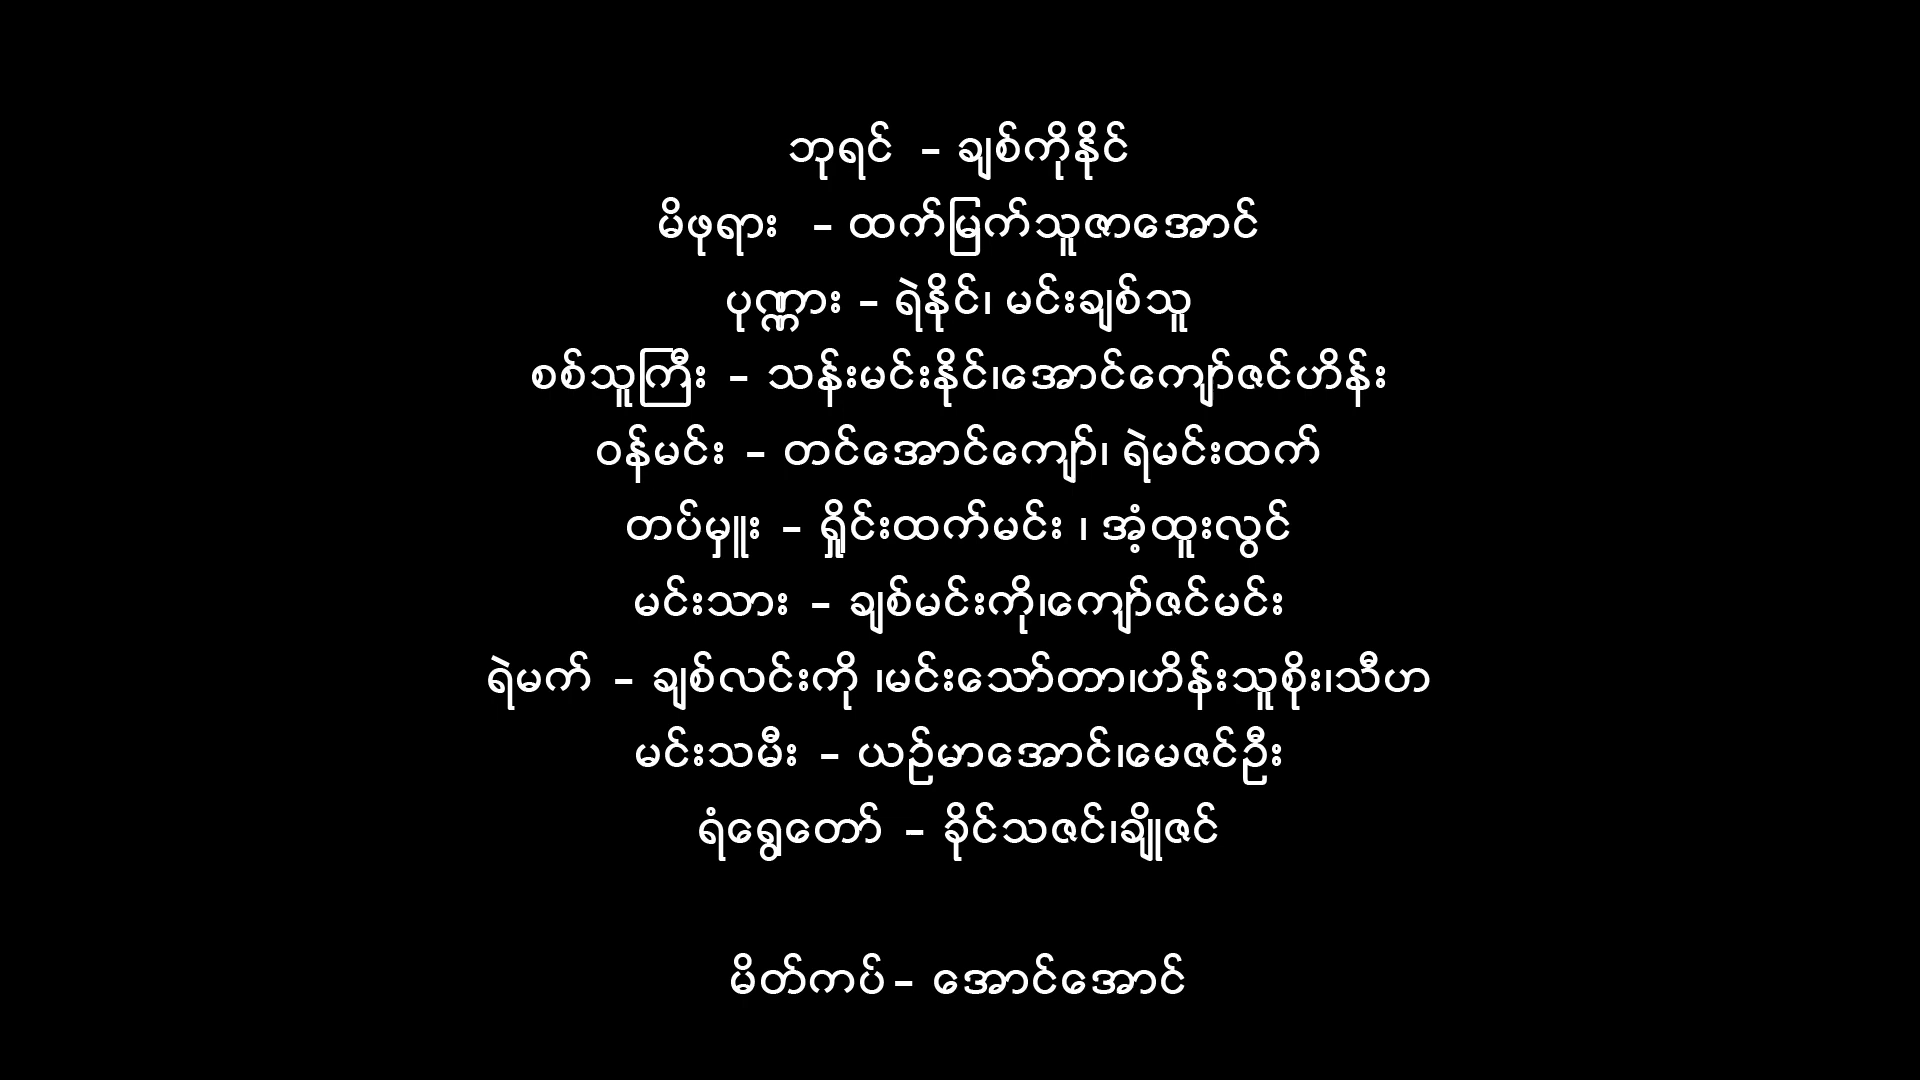 ဘုရင် - ချစ်ကိုနိုင်
မိဖုရား - ထက်မြက်သူဇာအောင်
ပုဏ္ဏား - ရဲနိုင်၊ မင်းချစ်သူ
စစ်သူကြီး - သန်းမင်းနိုင်၊အောင်ကျော်ဇင်ဟိန်း
ဝန်မင်း - တင်အောင်ကျော်၊ ရဲမင်းထက်
တပ်မှူး - ရှိုင်းထက်မင်း ၊ အံ့ထူးလွင်
မင်းသား - ချစ်မင်းကို၊ကျော်ဇင်မင်း
ရဲမက် - ချစ်လင်းကို ၊မင်းသော်တာ၊ဟိန်းသူစိုး၊သီဟ
မင်းသမီး - ယဉ်မာအောင်၊မေဇင်ဦး
ရံရွေတော် - ခိုင်သဇင်၊ချိုဇင်
မိတ်ကပ် - အောင်အောင်